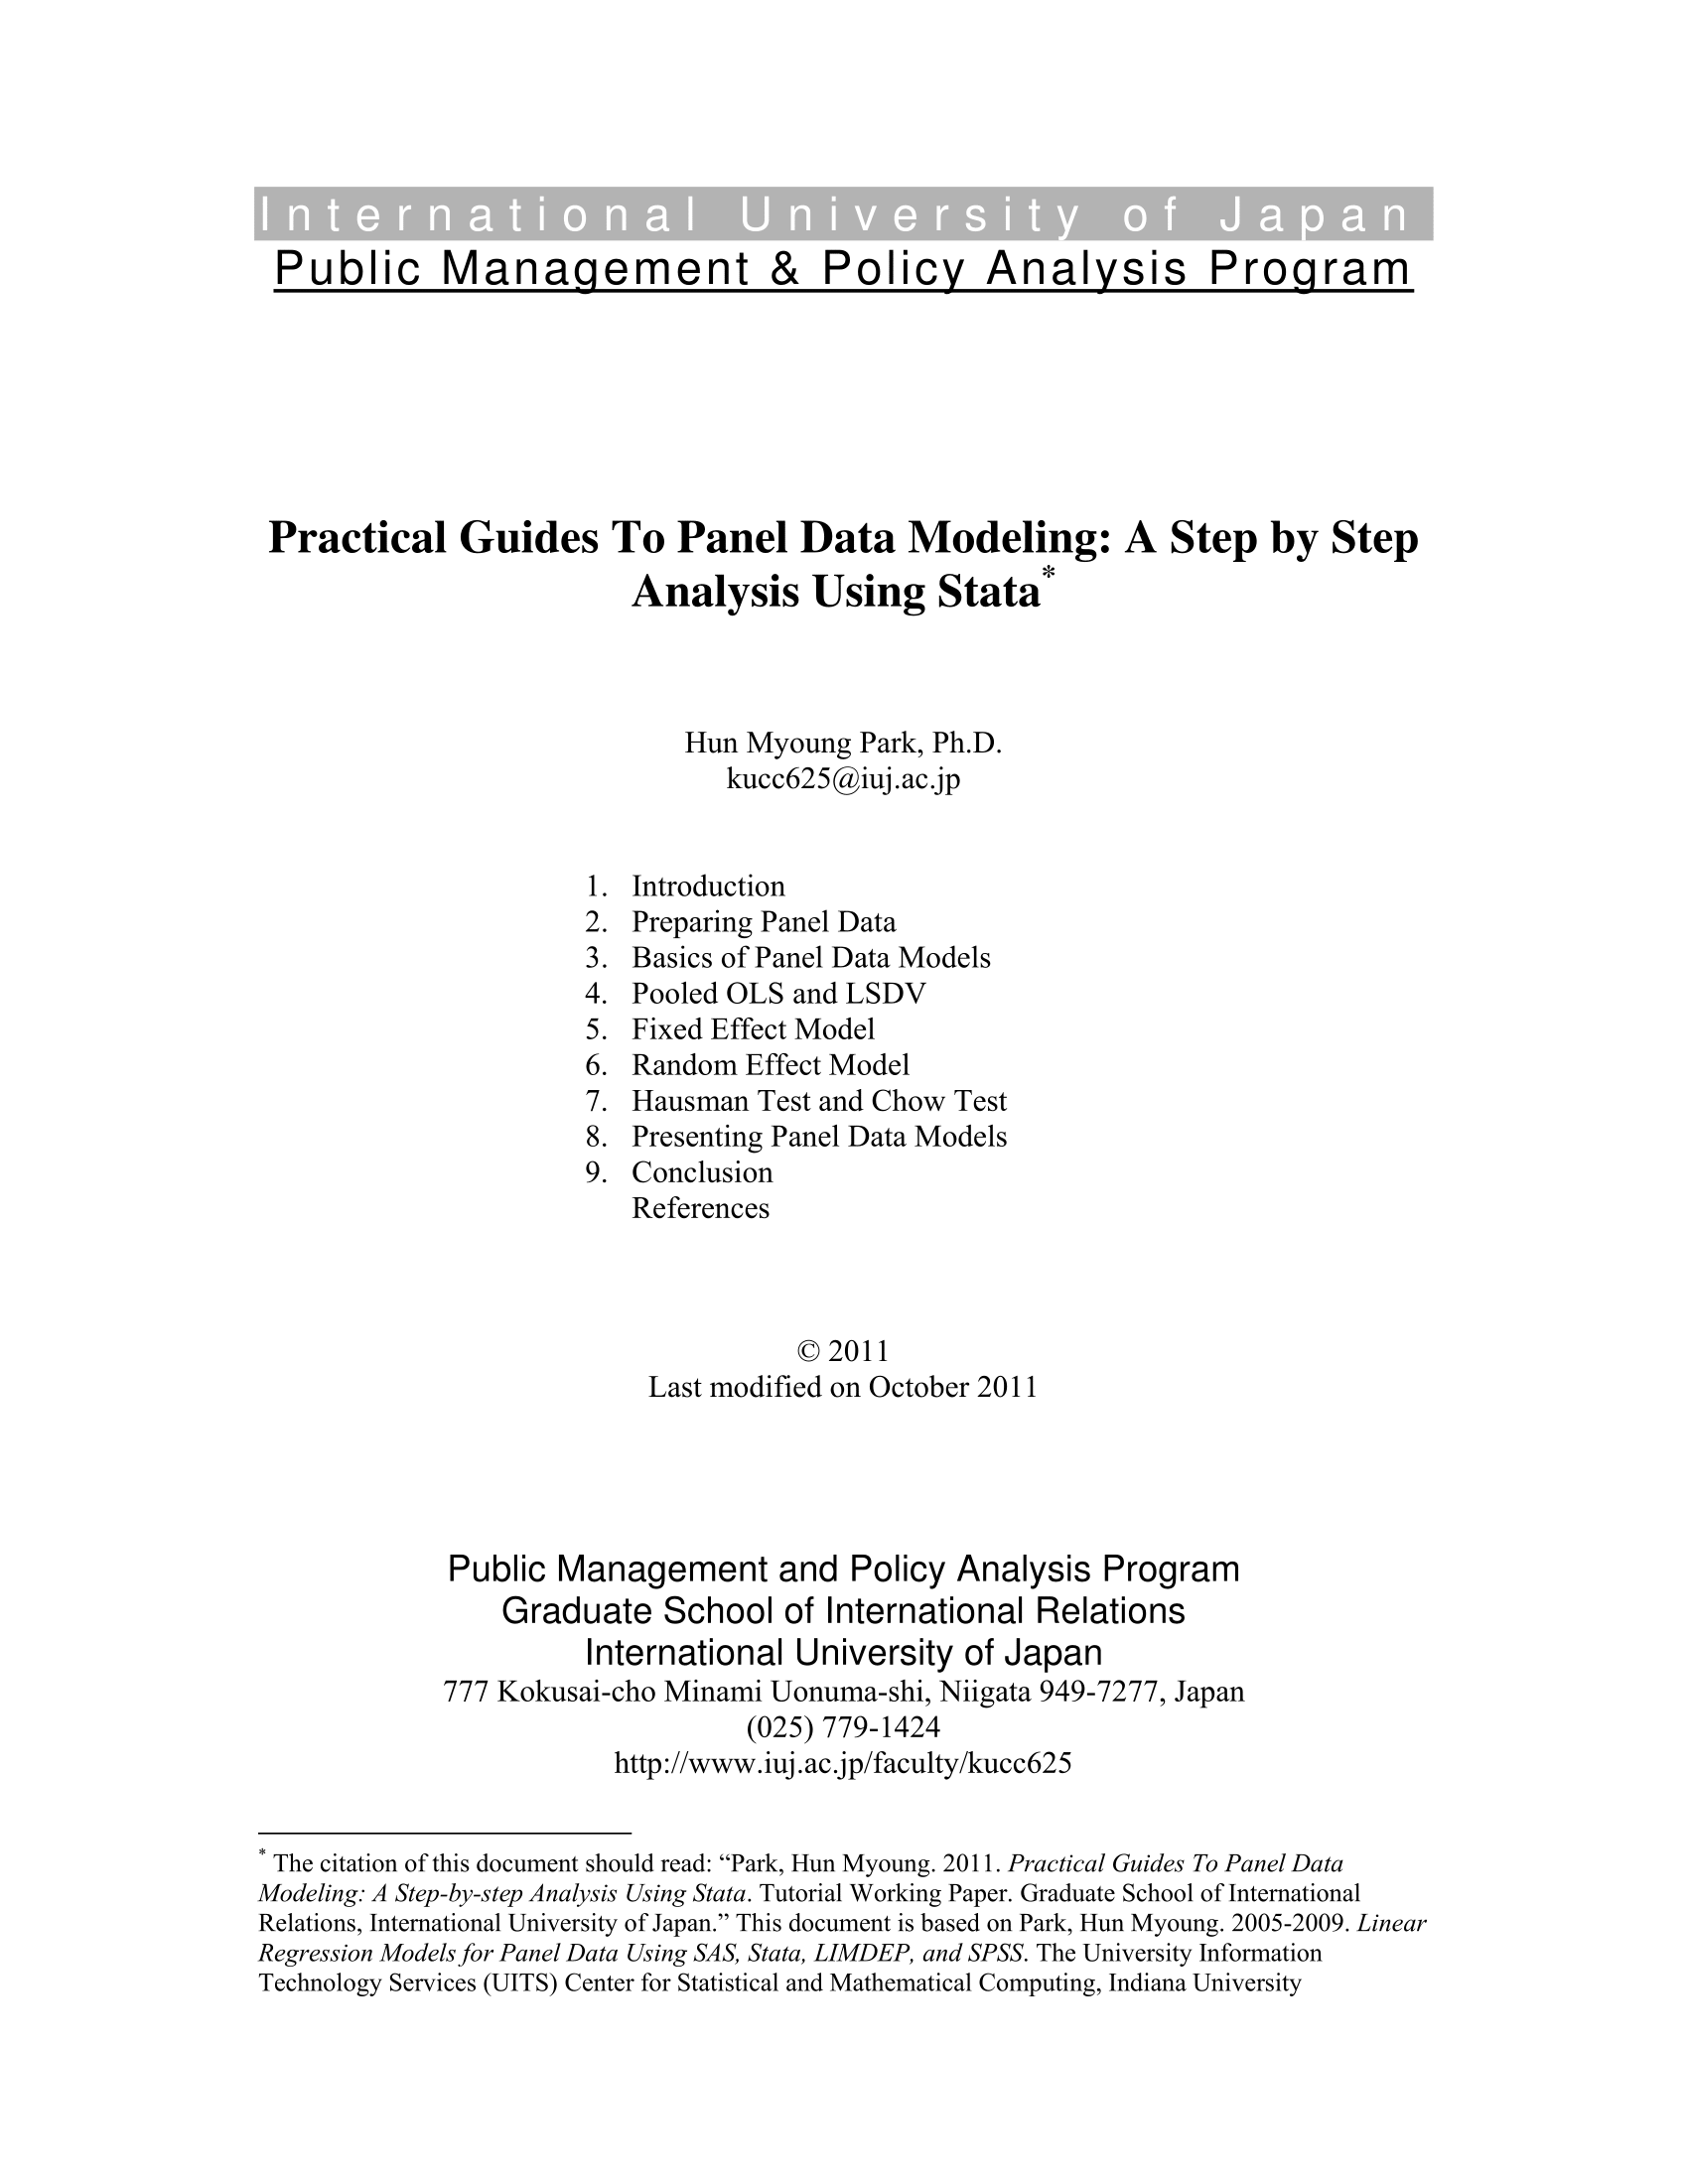 International University of Japan
Public Management & Policy Analysis Program
Practical Guides To Panel Data Modeling: A Step by Step
Analysis Using Stata*
Hun Myoung Park, Ph.D.
kucc625@iuj.ac.jp
1. Introduction
2. Preparing Panel Data
3. Basics of Panel Data Models
4. Pooled OLS and LSDV
5. Fixed Effect Model
6. Random Effect Model
7. Hausman Test and Chow Test
8. Presenting Panel Data Models
9. Conclusion
References
© 2011
Last modified on October 2011
Public Management and Policy Analysis Program
Graduate School of International Relations
International University of Japan
777 Kokusai-cho Minami Uonuma-shi, Niigata 949-7277, Japan
(025) 779-1424
http://www.iuj.ac.jp/faculty/kucc625
* The citation of this document should read: “Park, Hun Myoung. 2011. Practical Guides To Panel Data
Modeling: A Step-by-step Analysis Using Stata. Tutorial Working Paper. Graduate School of International
Relations, International University of Japan.” This document is based on Park, Hun Myoung. 2005-2009. Linear
Regression Models for Panel Data Using SAS, Stata, LIMDEP, and SPSS. The University Information
Technology Services (UITS) Center for Statistical and Mathematical Computing, Indiana University